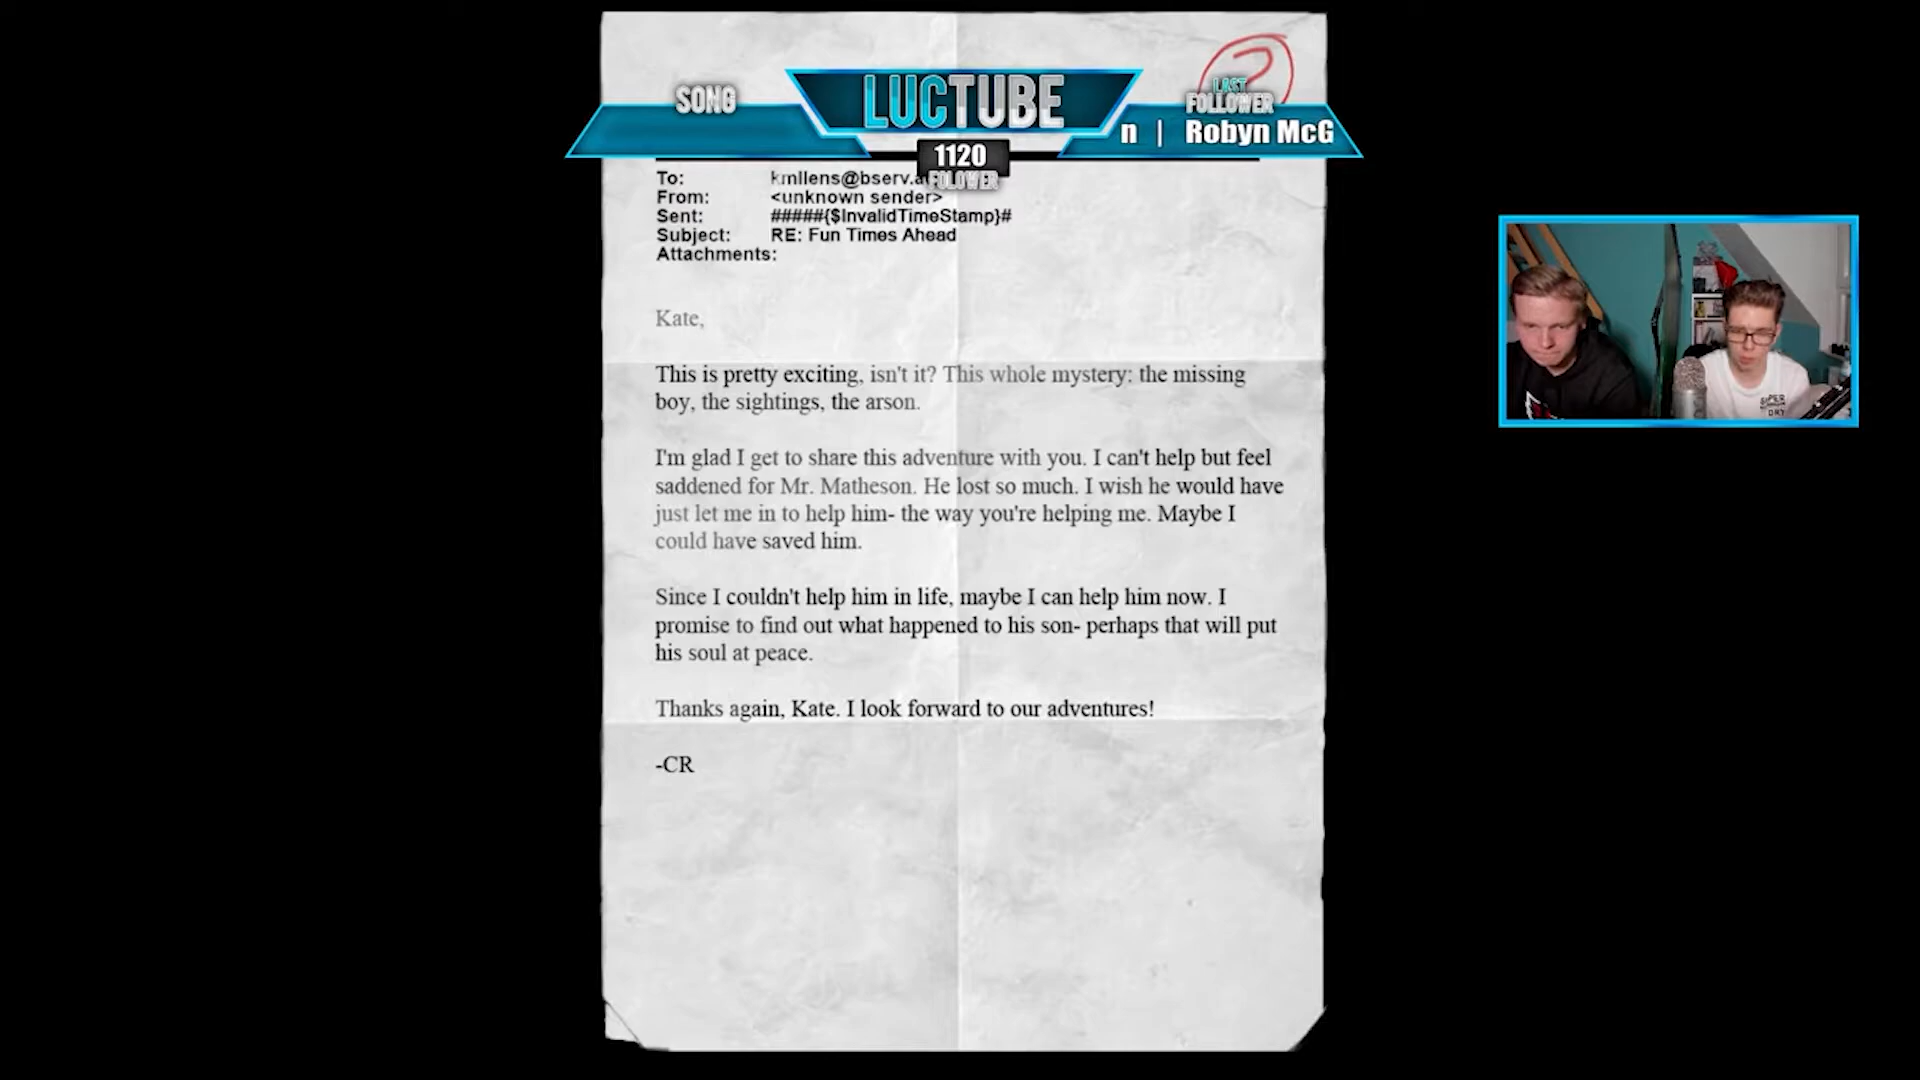 SONG
LUCTUBE
LAST
FOLLOWER
n | Robyn McG
1120
FOLOWER
To: kmllens@bserv.
From: <unknown sender>
Sent: #####{$InvalidTimeStamp}#
Subject: RE: Fun Times Ahead
Attachments:
Kate,
This is pretty exciting, isn't it? This whole mystery: the missing
boy, the sightings, the arson.
I'm glad I get to share this adventure with you. I can't help but feel
saddened for Mr. Matheson. He lost so much. I wish he would have
just let me in to help him- the way you're helping me. Maybe I
could have saved him.
Since I couldn't help him in life, maybe I can help him now. I
promise to find out what happened to his son- perhaps that will put
his soul at peace.
Thanks again, Kate. I look forward to our adventures!
-CR
SUPER
DRY